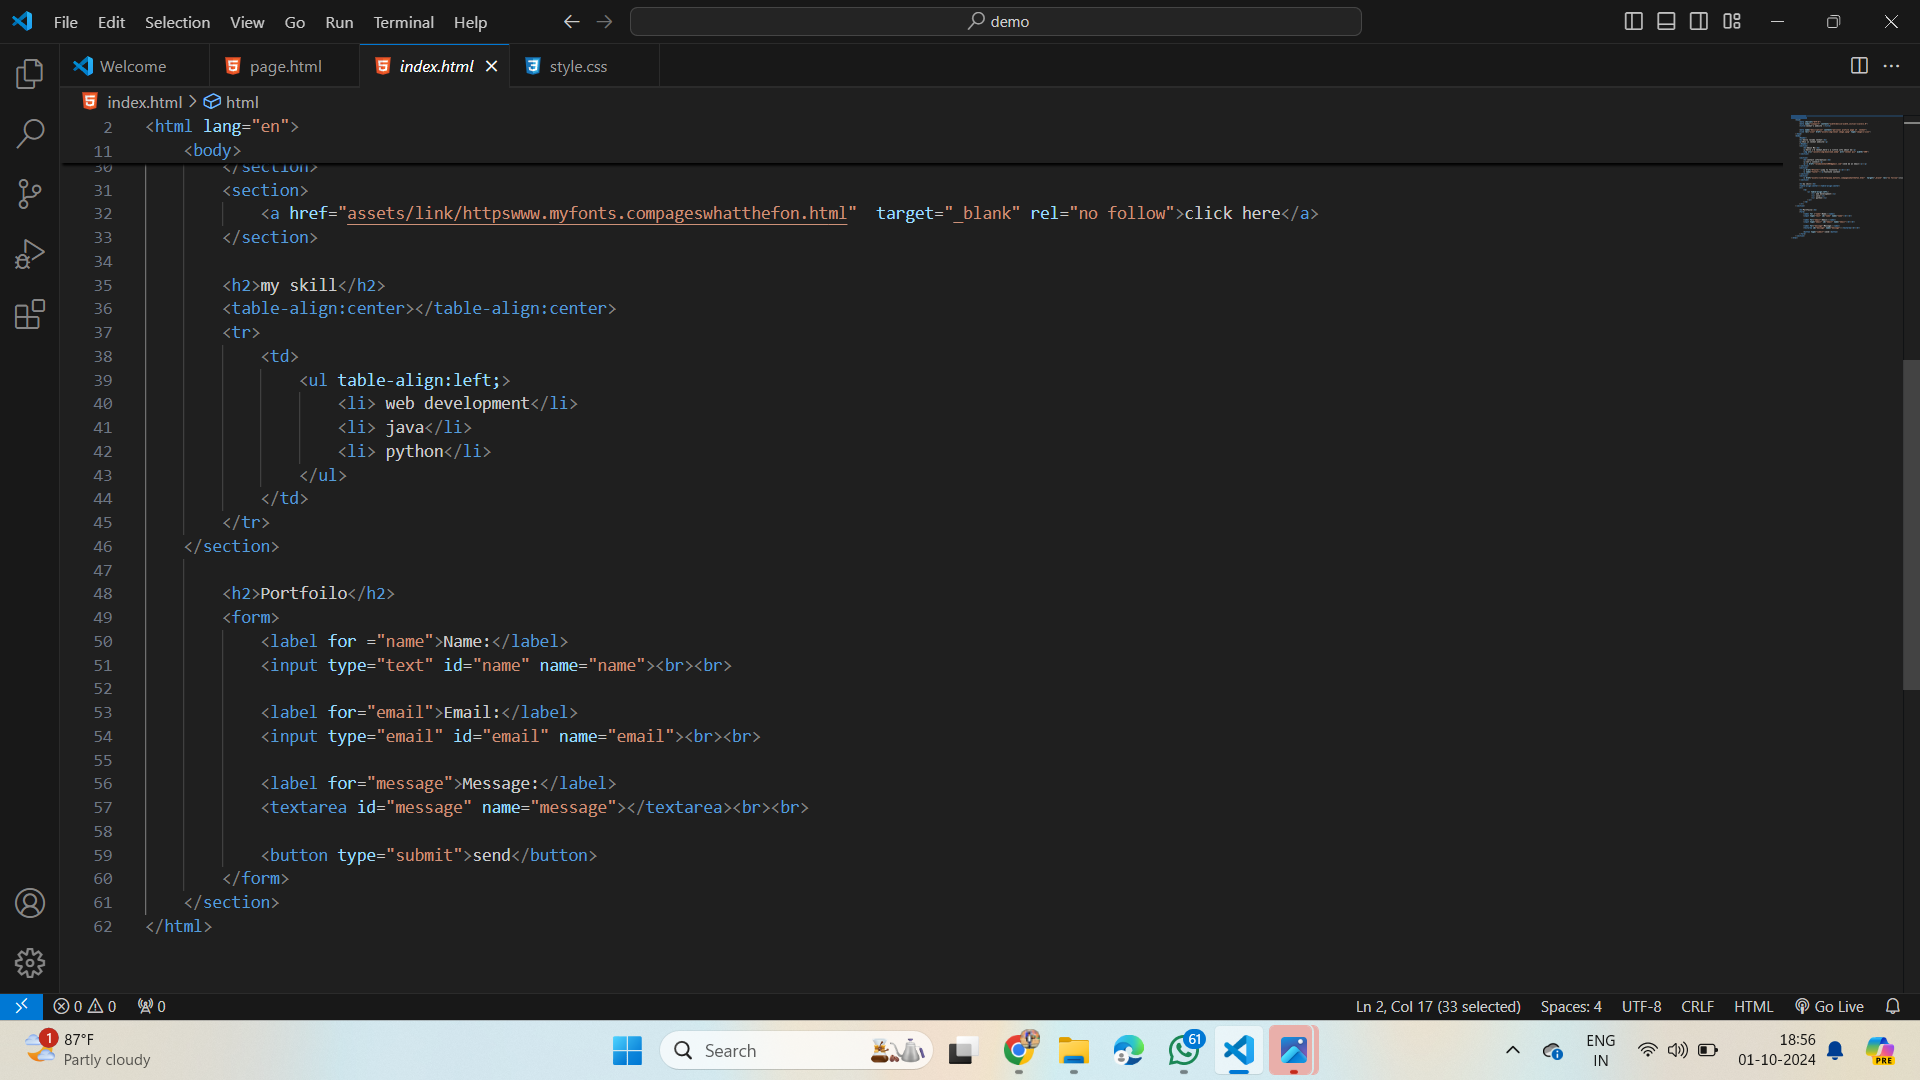 File Edit Selection View Go Run Terminal Help demo
Welcome page.html index.html style.css
index.html > html
2 <html lang="en">
11 <body>
30 </section>
31 <section>
32 <a href="assets/link/httpswww.myfonts.compageswhatthefon.html"  target="_blank" rel="no follow">click here</a>
33 </section>
34
35 <h2>my skill</h2>
36 <table-align:center></table-align:center>
37 <tr>
38 <td>
39 <ul table-align:left;>
40 <li> web development</li>
41 <li> java</li>
42 <li> python</li>
43 </ul>
44 </td>
45 </tr>
46 </section>
47
48 <h2>Portfoilo</h2>
49 <form>
50 <label for ="name">Name:</label>
51 <input type="text" id="name" name="name"><br><br>
52
53 <label for="email">Email:</label>
54 <input type="email" id="email" name="email"><br><br>
55
56 <label for="message">Message:</label>
57 <textarea id="message" name="message"></textarea><br><br>
58
59 <button type="submit">send</button>
60 </form>
61 </section>
62 </html>
0 0 0 Ln 2, Col 17 (33 selected) Spaces: 4 UTF-8 CRLF HTML Go Live
1 87°F
Partly cloudy
Search
61
PRE
ENG
IN
18:56
01-10-2024